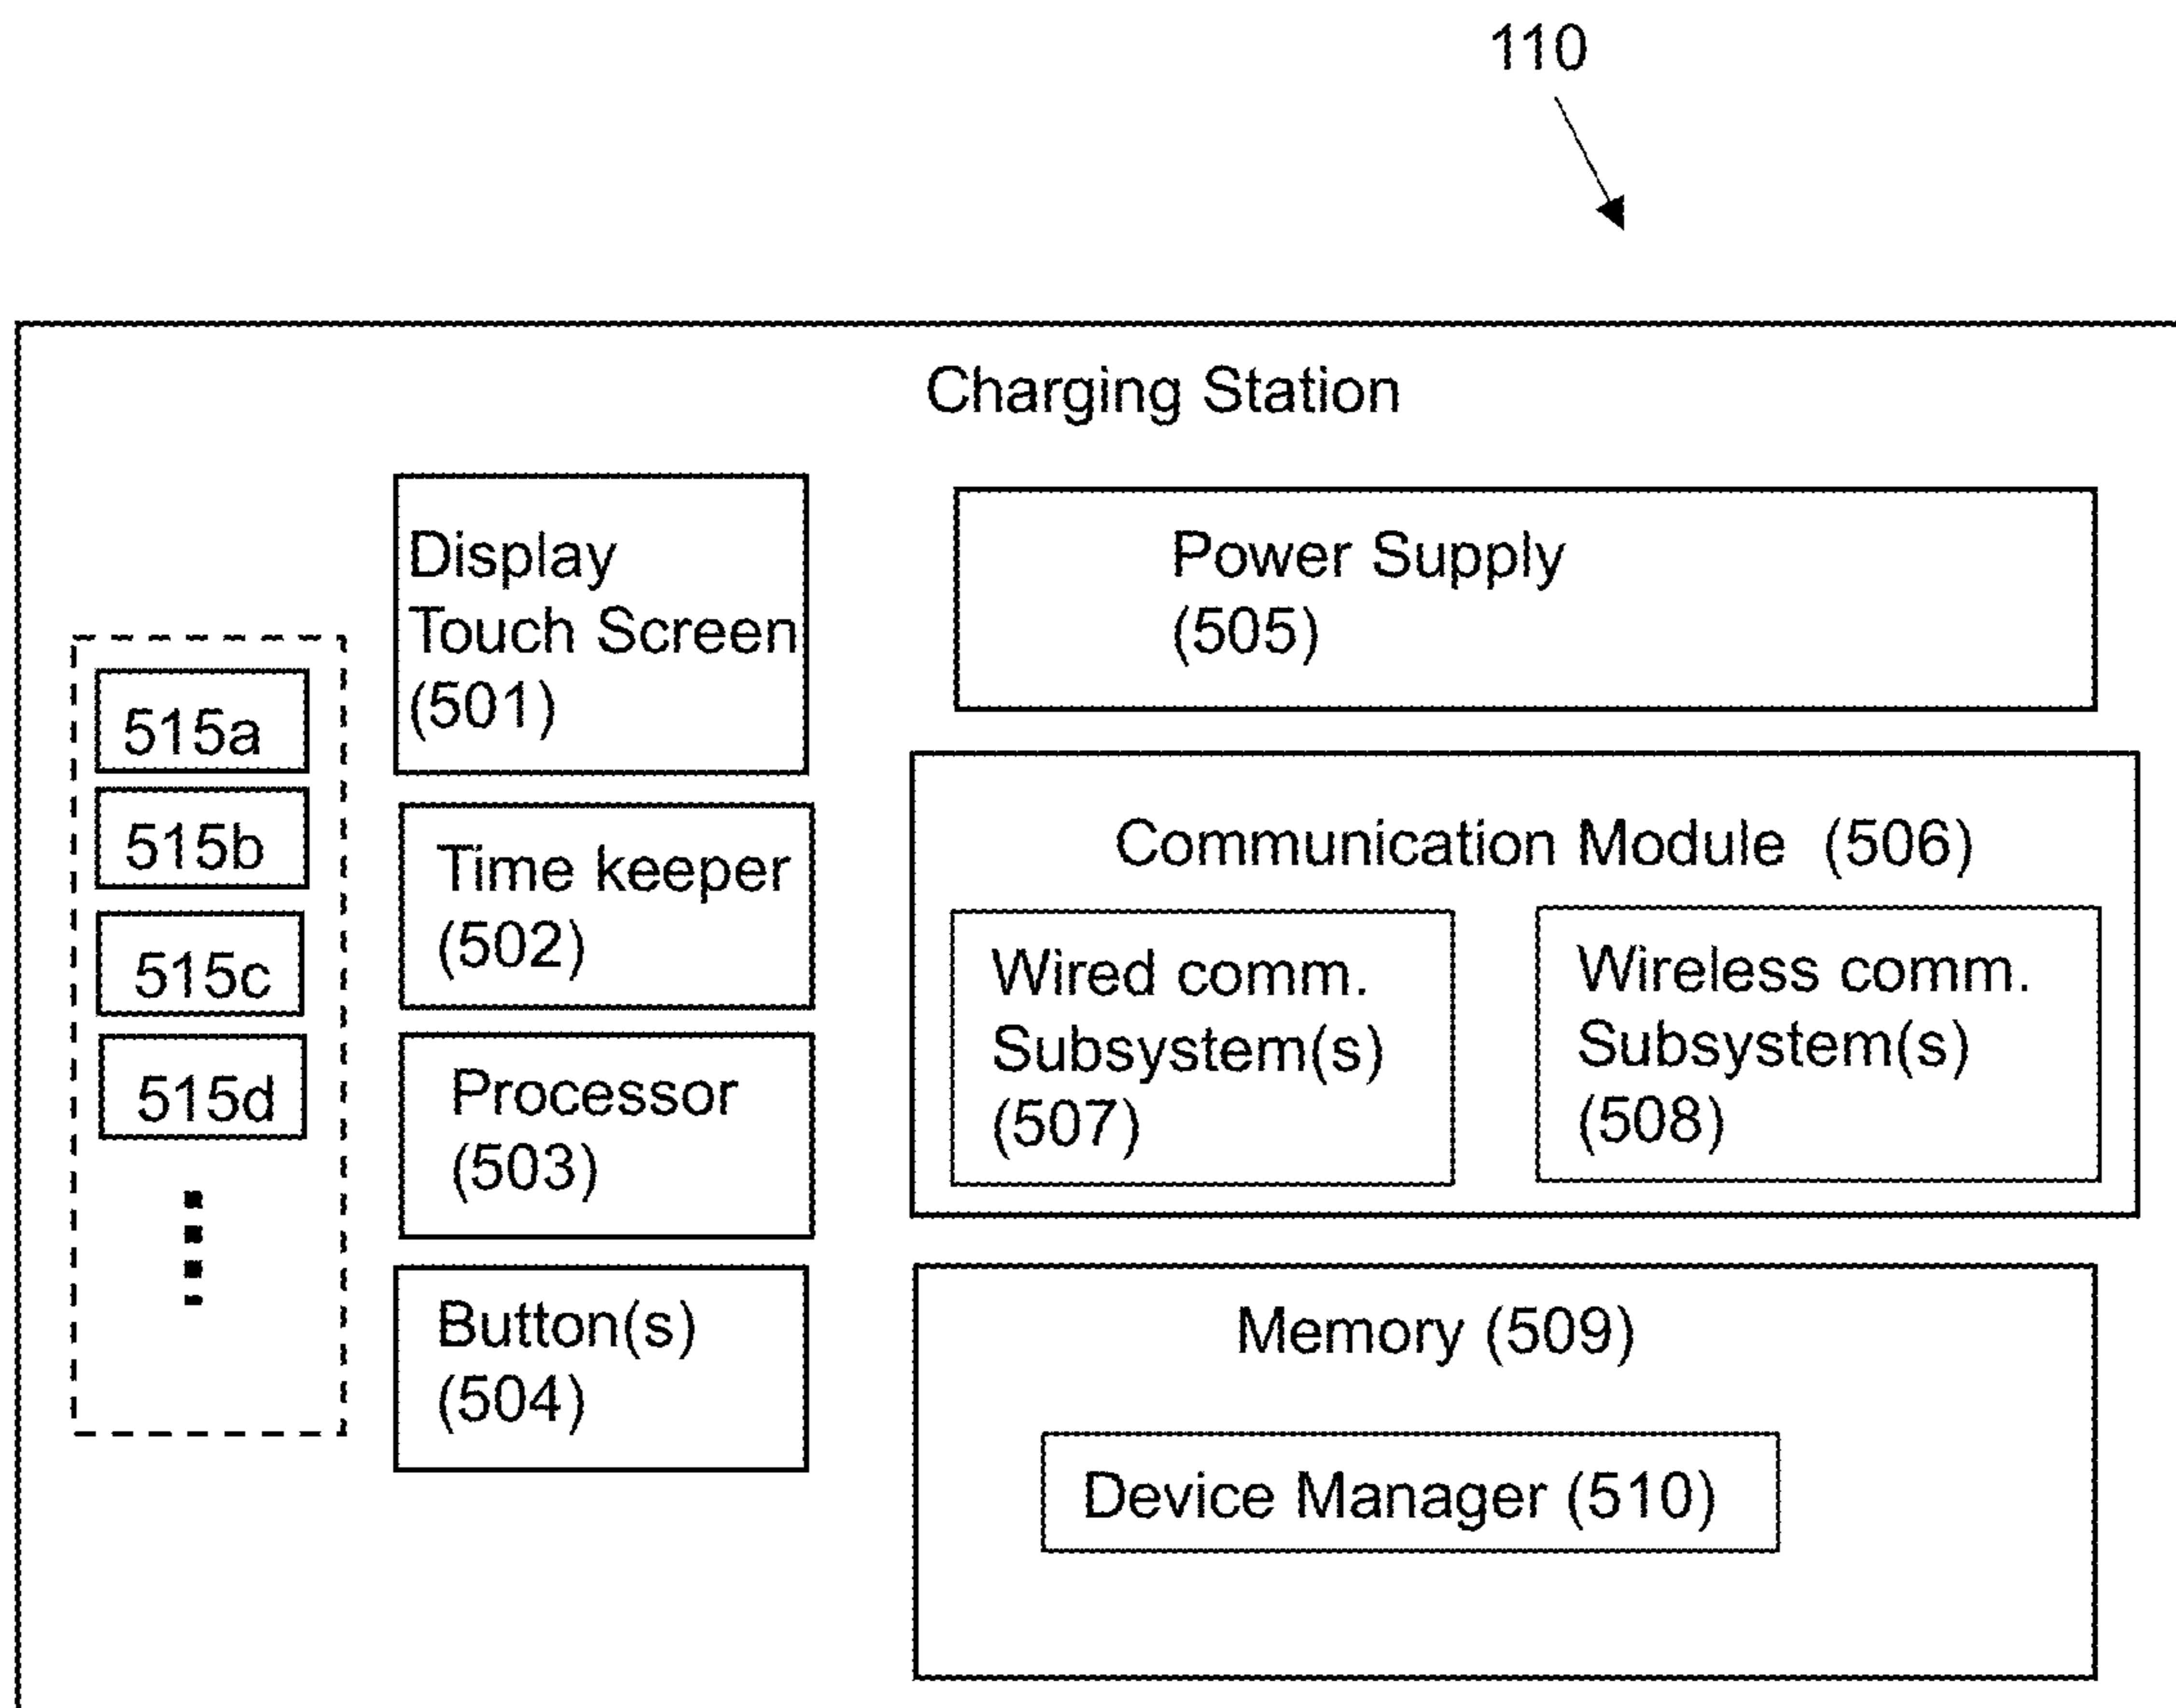 110
Charging Station
515a
515b
515c
515d
Display
Touch Screen
(501)
Time keeper
(502)
Processor
(503)
Button(s)
(504)
Power Supply
(505)
Communication Module (506)
Wired comm.
Subsystem(s)
(507)
Wireless comm.
Subsystem(s)
(508)
Memory (509)
Device Manager (510)